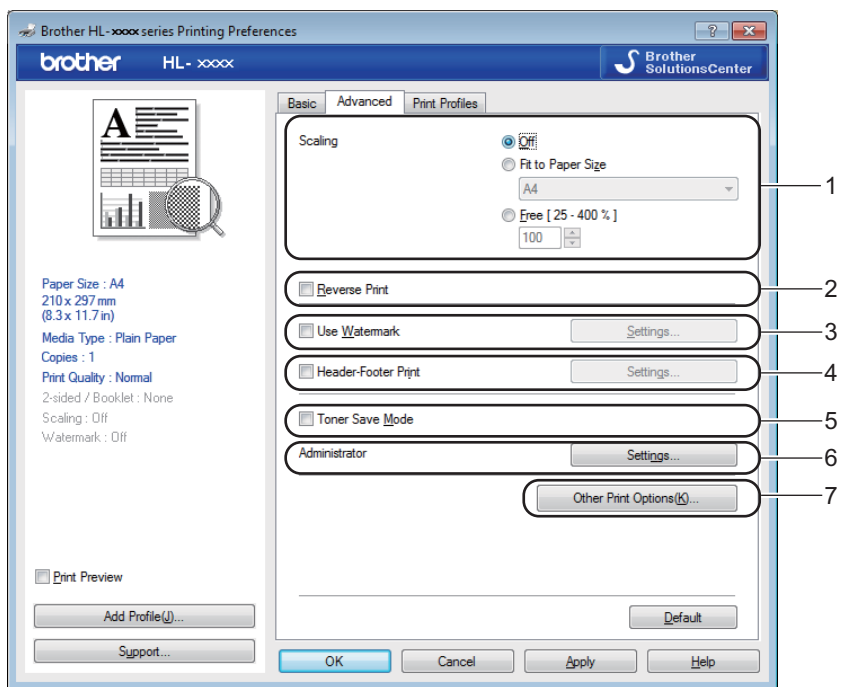 Brother HL-xxxx series Printing Preferences
brother HL- xxxx
Brother
SolutionsCenter
A
Paper Size : A4
210 x 297 mm
(8.3 x 11.7 in)
Media Type : Plain Paper
Copies : 1
Print Quality : Normal
2-sided / Booklet : None
Scaling : Off
Watermark : Off
Print Preview
Add Profile(J)...
Support...
Basic Advanced Print Profiles
Scaling
Off
Fit to Paper Size
A4
Free [ 25 - 400 % ]
100
1
Reverse Print
2
Use Watermark Settings...
3
Header-Footer Print Settings...
4
Toner Save Mode
5
Administrator Settings...
6
Other Print Options(K)...
7
Default
OK Cancel Apply Help